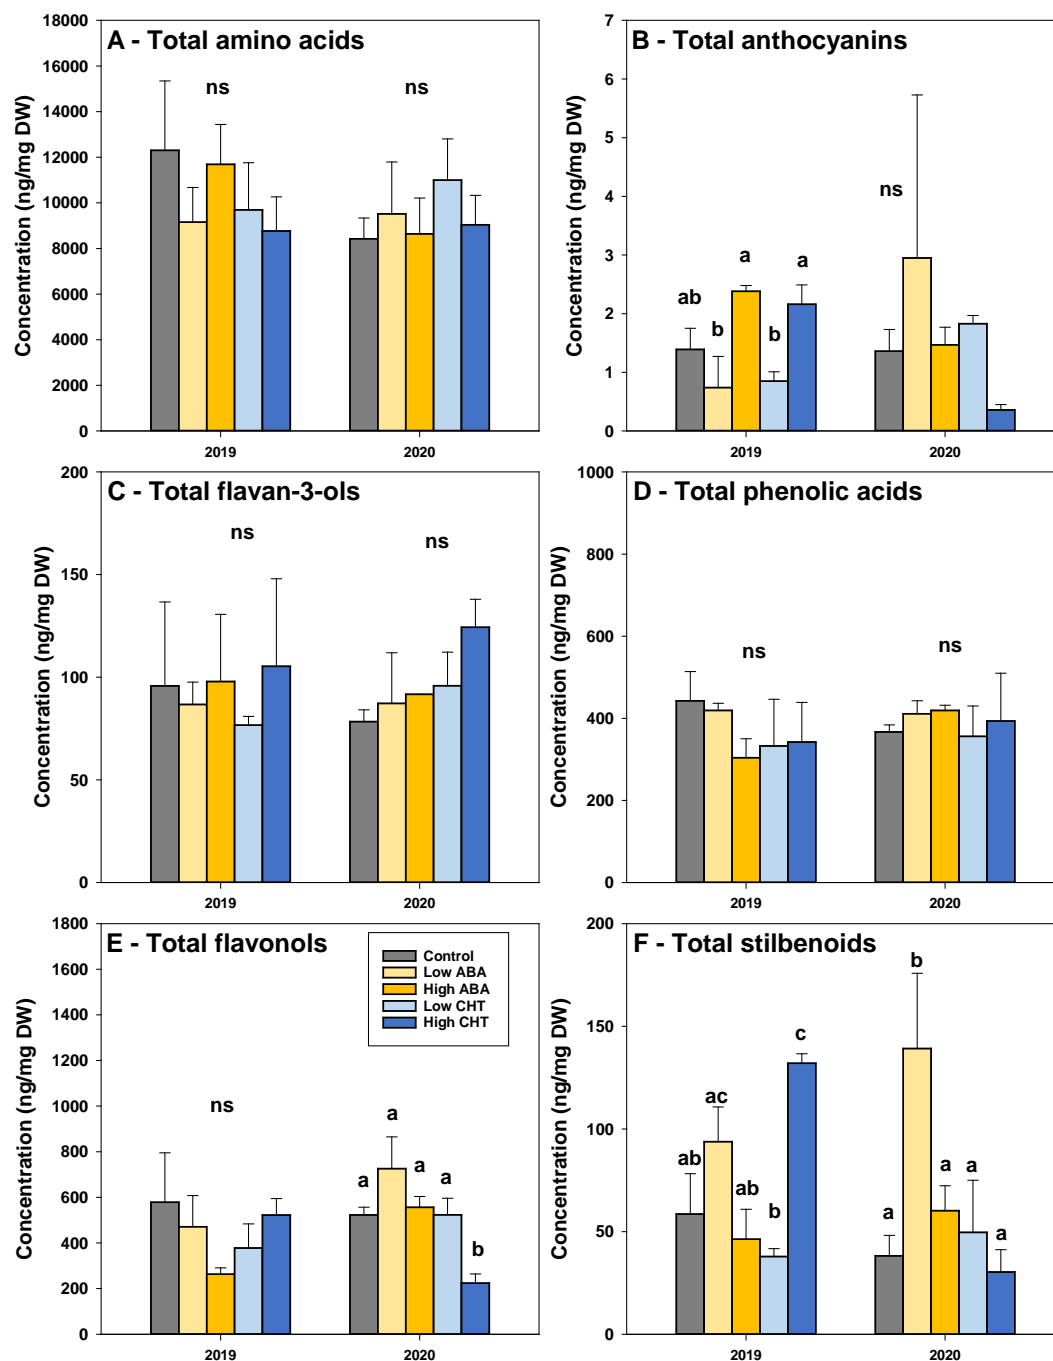 A - Total amino acids
Concentration (ng/mg DW)
18000
16000
14000
12000
10000
8000
6000
4000
2000
0
ns
ns
2019
2020
B - Total anthocyanins
Concentration (ng/mg DW)
7
6
5
4
3
2
1
0
ab
b
a
b
a
ns
2019
2020
C - Total flavan-3-ols
Concentration (ng/mg DW)
200
150
100
50
0
ns
ns
2019
2020
D - Total phenolic acids
Concentration (ng/mg DW)
1000
800
600
400
200
0
ns
ns
2019
2020
E - Total flavonols
Concentration (ng/mg DW)
1800
1600
1400
1200
1000
800
600
400
200
0
Control
Low ABA
High ABA
Low CHT
High CHT
ns
a
a
a
a
b
2019
2020
F - Total stilbenoids
Concentration (ng/mg DW)
200
150
100
50
0
ab
ac
ab
b
c
a
b
a
a
a
2019
2020